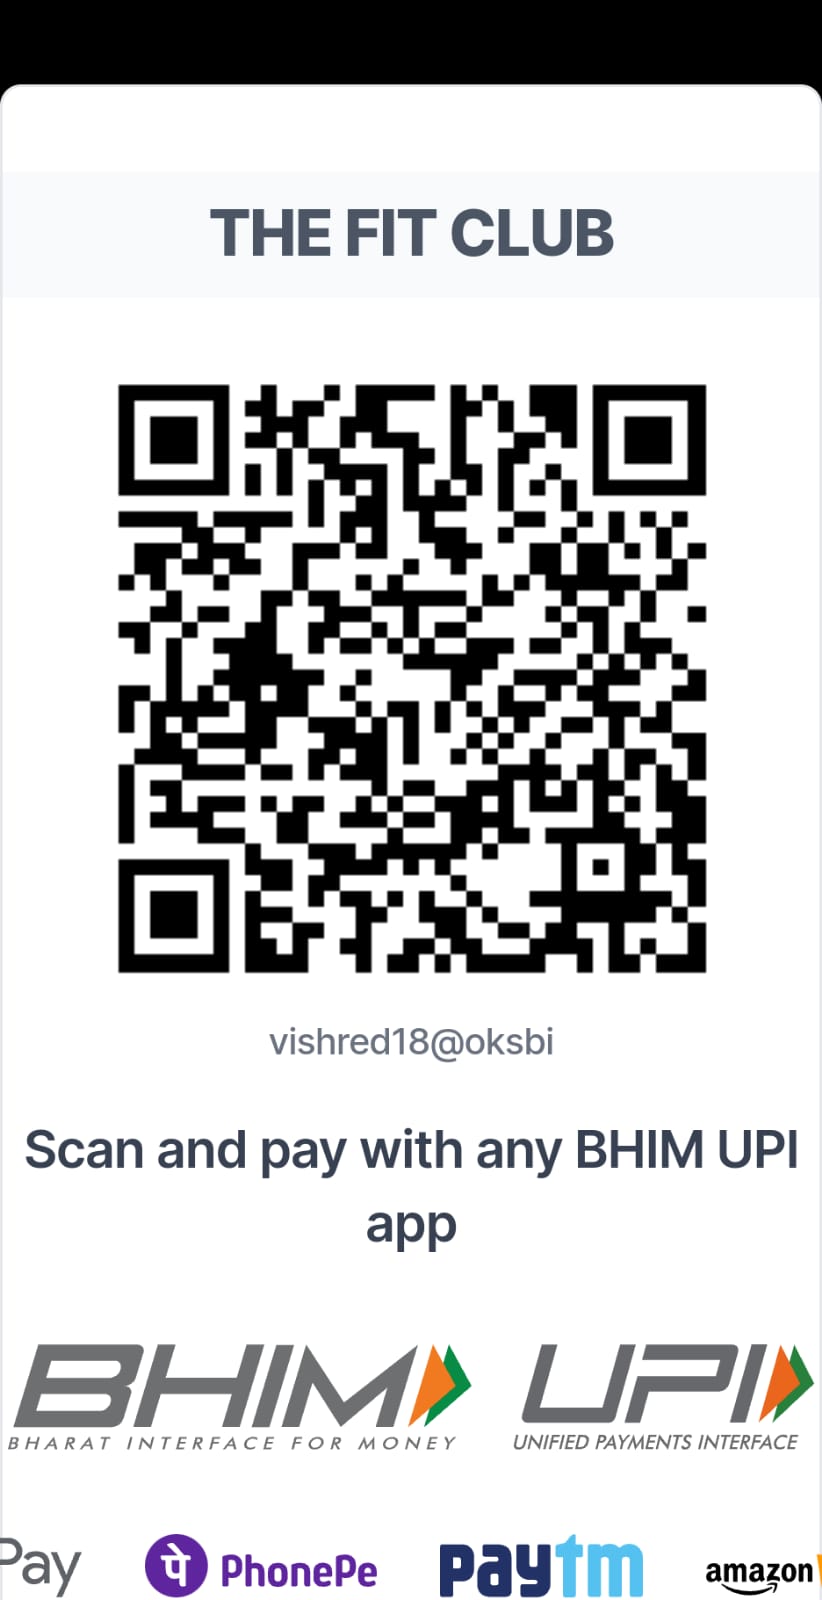 THE FIT CLUB
vishred18@oksbi
Scan and pay with any BHIM UPI
app
BHIM UPI
BHARAT INTERFACE FOR MONEY UNIFIED PAYMENTS INTERFACE
Pay पे PhonePe paytm amazon